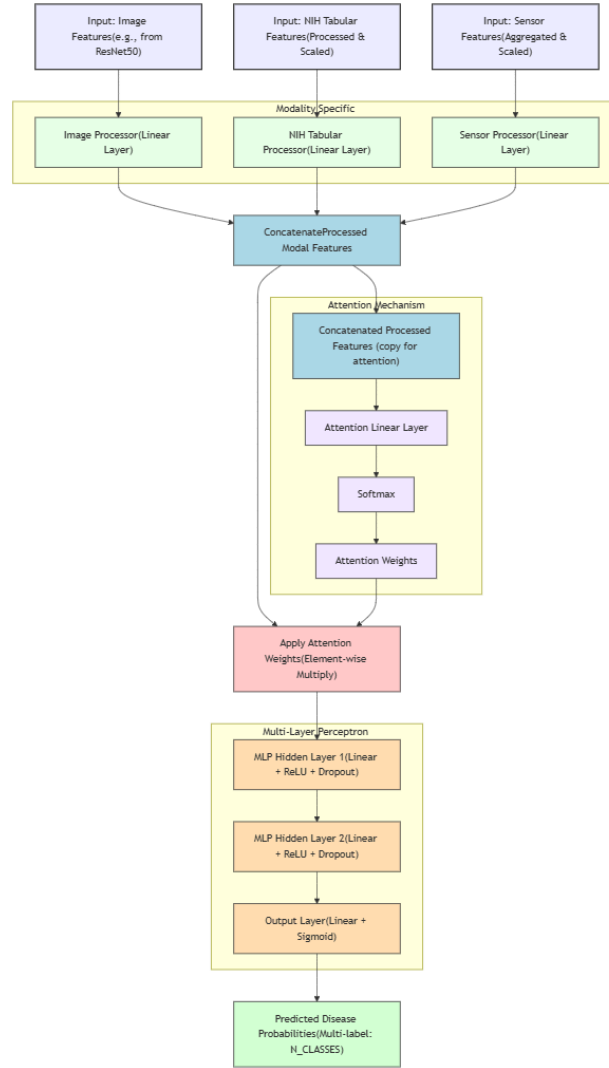 Input: Image
Features(e.g., from
ResNet50)
Input: NIH Tabular
Features(Processed &
Scaled)
Input: Sensor
Features(Aggregated &
Scaled)
Modality Specific
Image Processor(Linear
Layer)
NIH Tabular
Processor(Linear Layer)
Sensor Processor(Linear
Layer)
ConcatenateProcessed
Modal Features
Attention Mechanism
Concatenated Processed
Features (copy for
attention)
Attention Linear Layer
Softmax
Attention Weights
Apply Attention
Weights(Element-wise
Multiply)
Multi-Layer Perceptron
MLP Hidden Layer 1(Linear
+ ReLU + Dropout)
MLP Hidden Layer 2(Linear
+ ReLU + Dropout)
Output Layer(Linear +
Sigmoid)
Predicted Disease
Probabilities(Multi-label:
N_CLASSES)